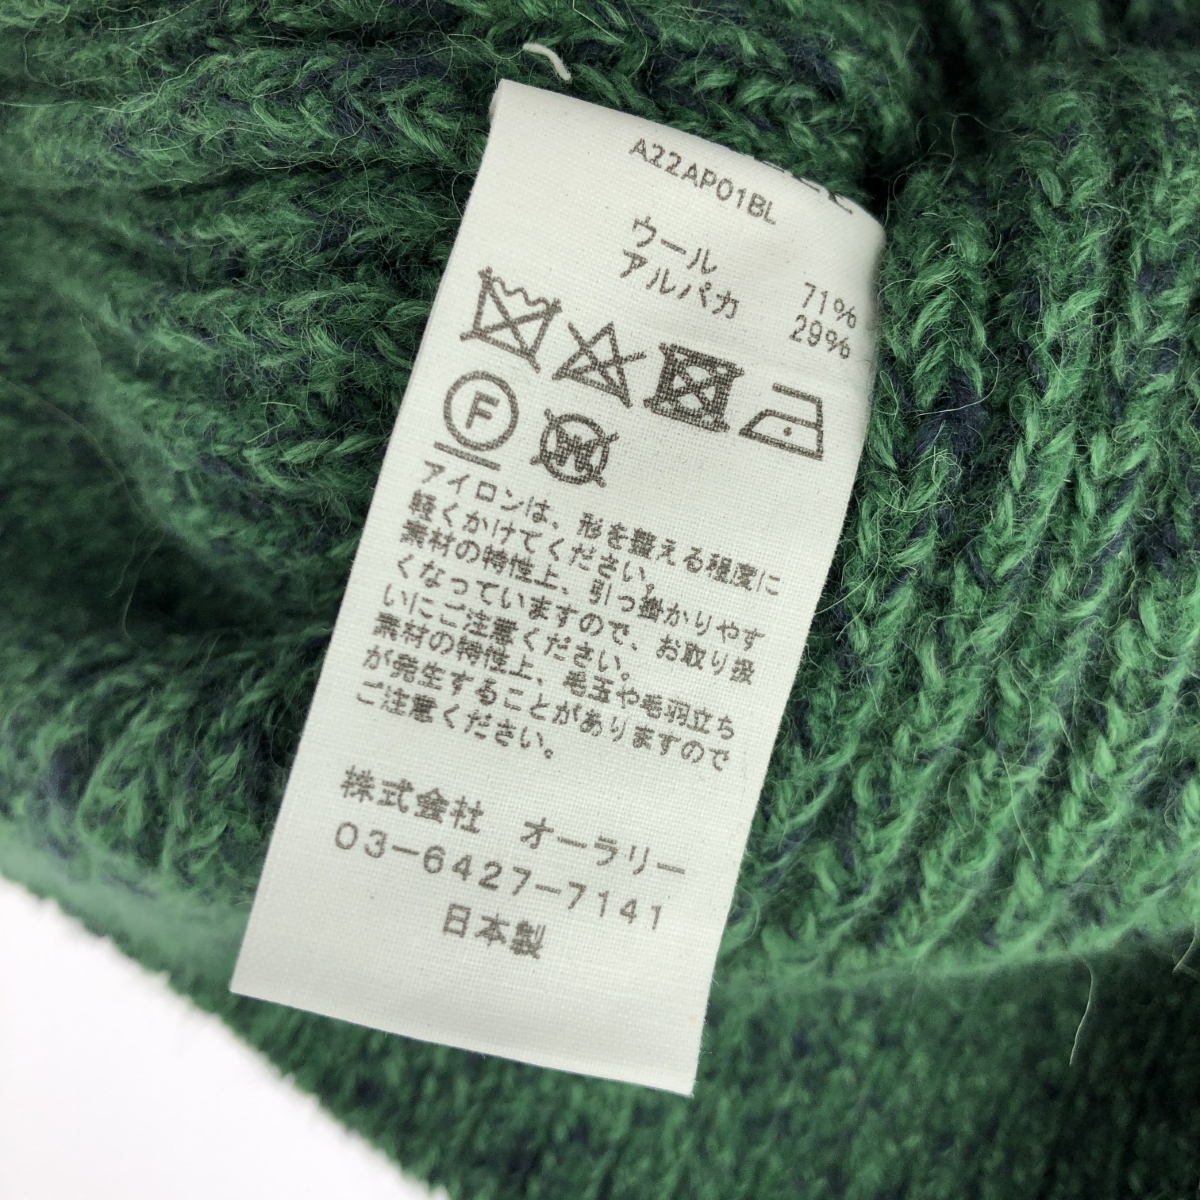 A22AP01BL
ウール 71%
アルパカ 29%
F
W
アイロンは、形を整える程度に
軽くかけてください。
素材の特性上、引っ掛かりやす
くなっていますので、お取り扱
いにご注意ください。
素材の特性上、毛玉や毛羽立ち
が発生することがありますので
ご注意ください。
株式会社 オーラリー
03-6427-7141
日本製